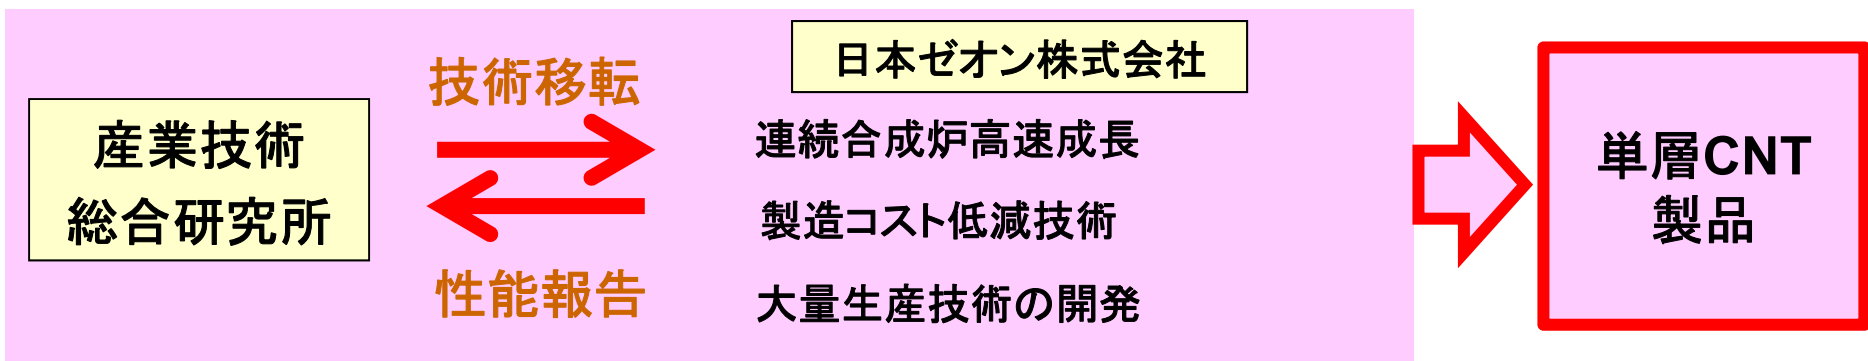 産業技術
総合研究所
技術移転
性能報告
日本ゼオン株式会社
連続合成炉高速成長
製造コスト低減技術
大量生産技術の開発
単層CNT
製品